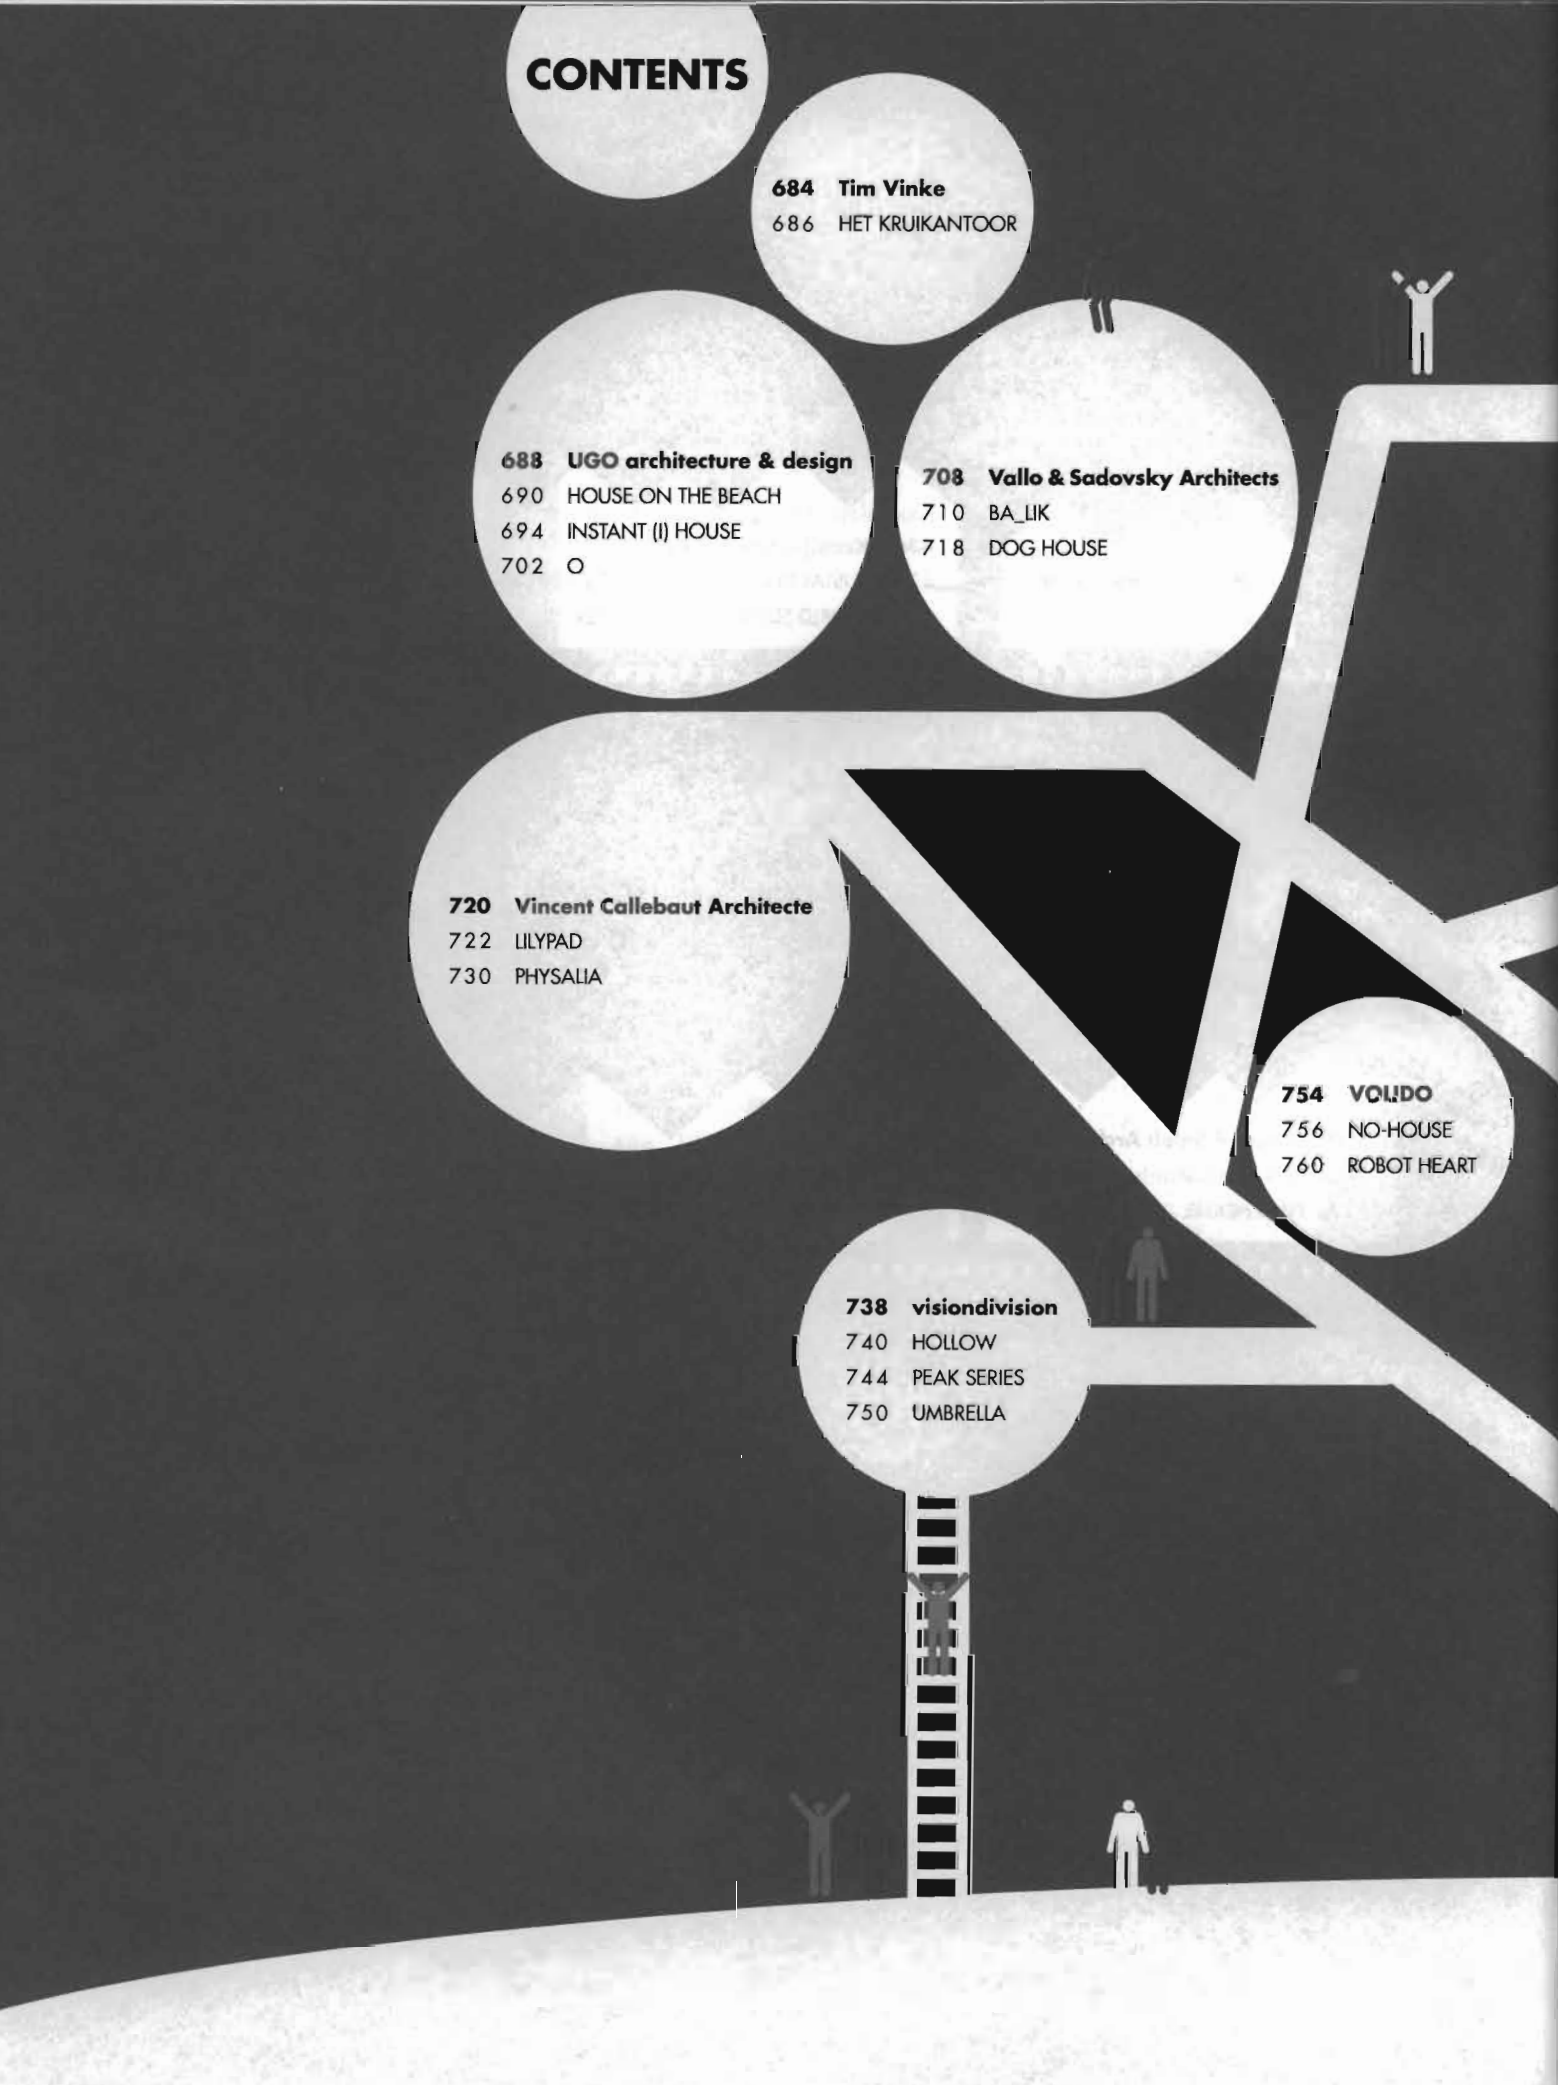 CONTENTS
684 Tim Vinke
686 HET KRUIKANTOOR
688 UGO architecture & design
690 HOUSE ON THE BEACH
694 INSTANT (I) HOUSE
702 O
708 Vallo & Sadovsky Architects
710 BA_LIK
718 DOG HOUSE
720 Vincent Callebaut Architecte
722 LILYPAD
730 PHYSALIA
754 VOLIDO
756 NO-HOUSE
760 ROBOT HEART
738 visiondivision
740 HOLLOW
744 PEAK SERIES
750 UMBRELLA